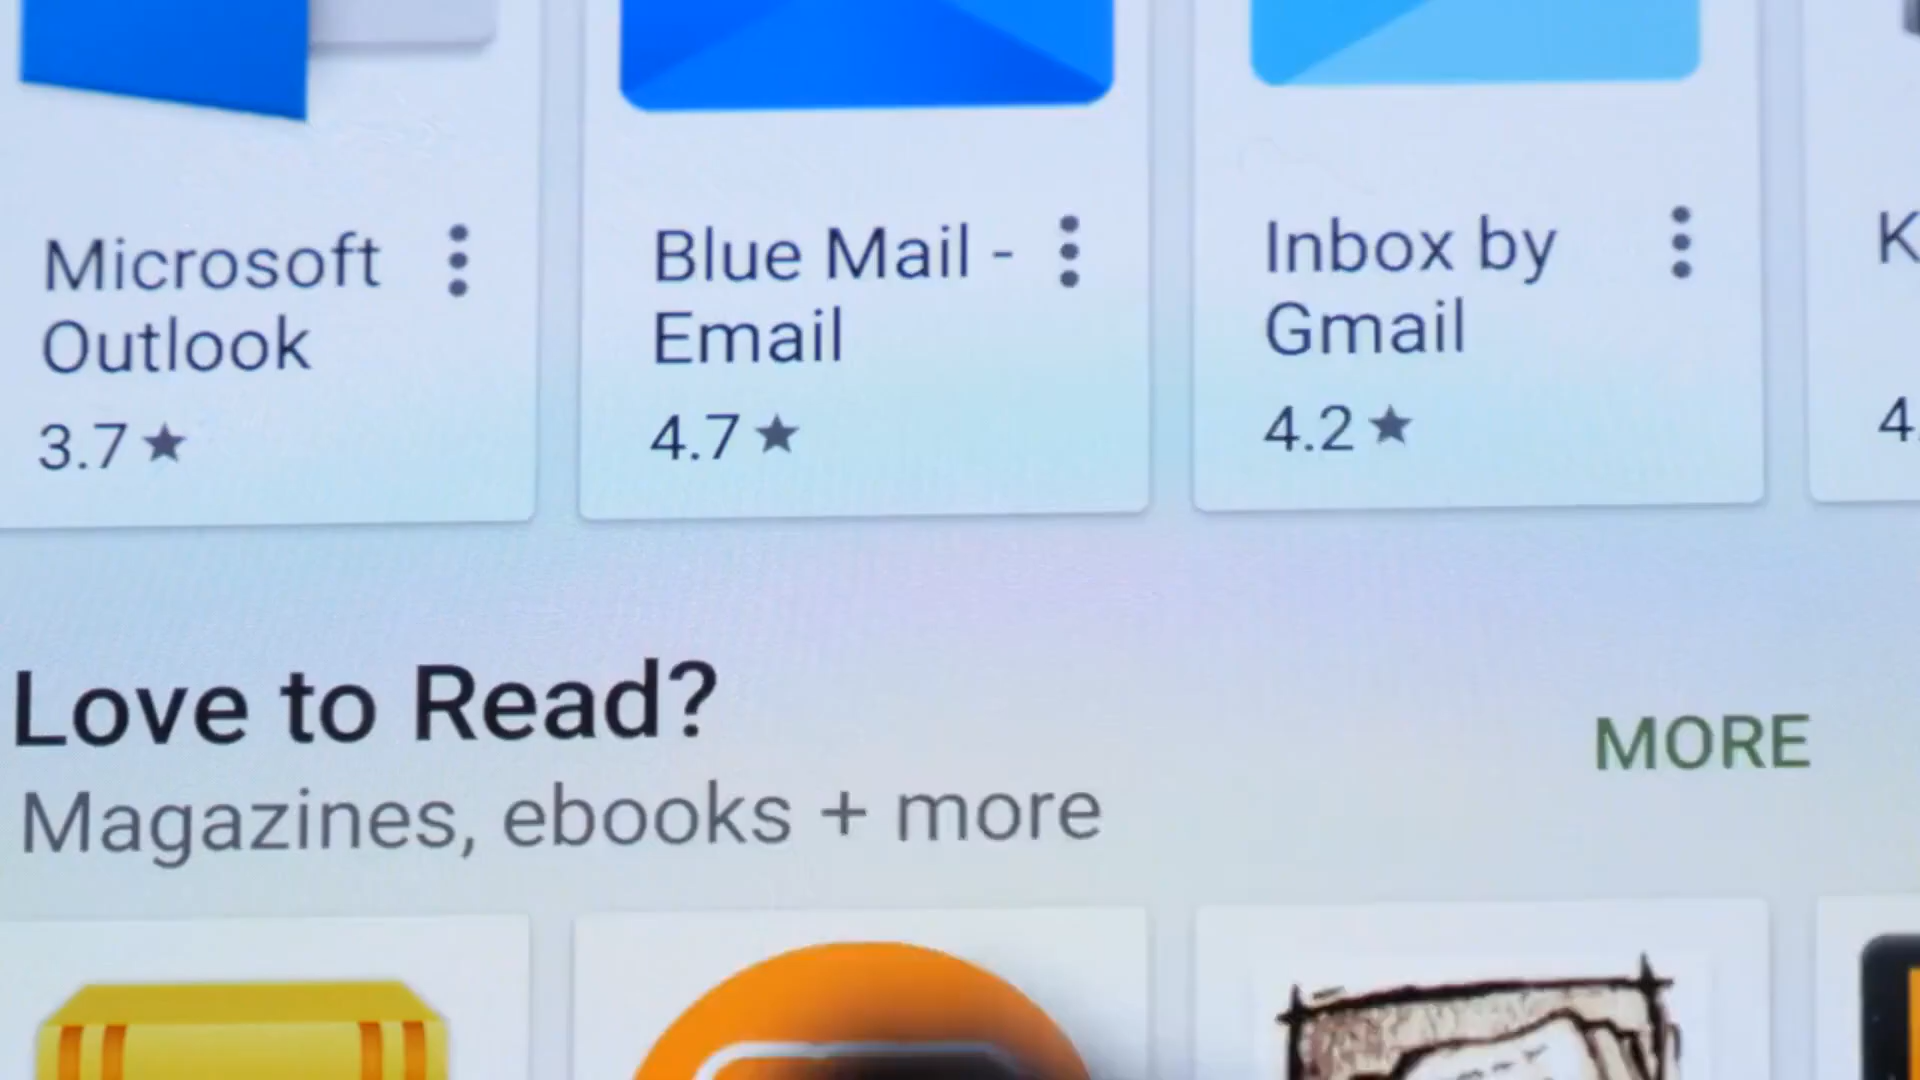 Microsoft
Outlook
3.7 ★
Blue Mail -
Email
4.7 ★
Inbox by
Gmail
4.2 ★
K
4.
Love to Read?
MORE
Magazines, ebooks + more